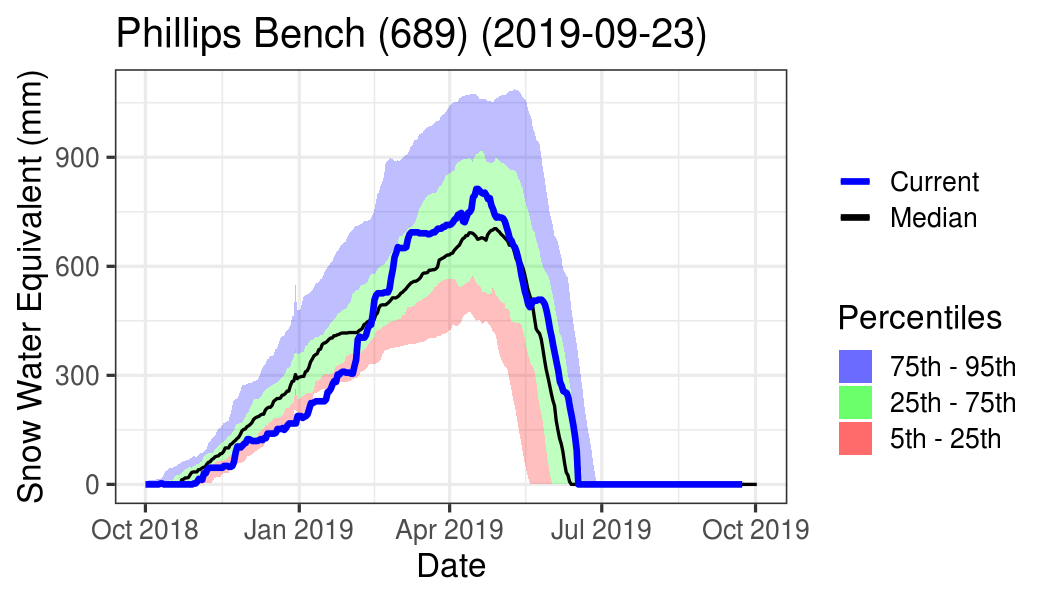 Phillips Bench (689) (2019-09-23)
Snow Water Equivalent (mm)
900
600
300
0
Oct 2018
Jan 2019
Apr 2019
Jul 2019
Oct 2019
Date
Current
Median
Percentiles
75th - 95th
25th - 75th
5th - 25th